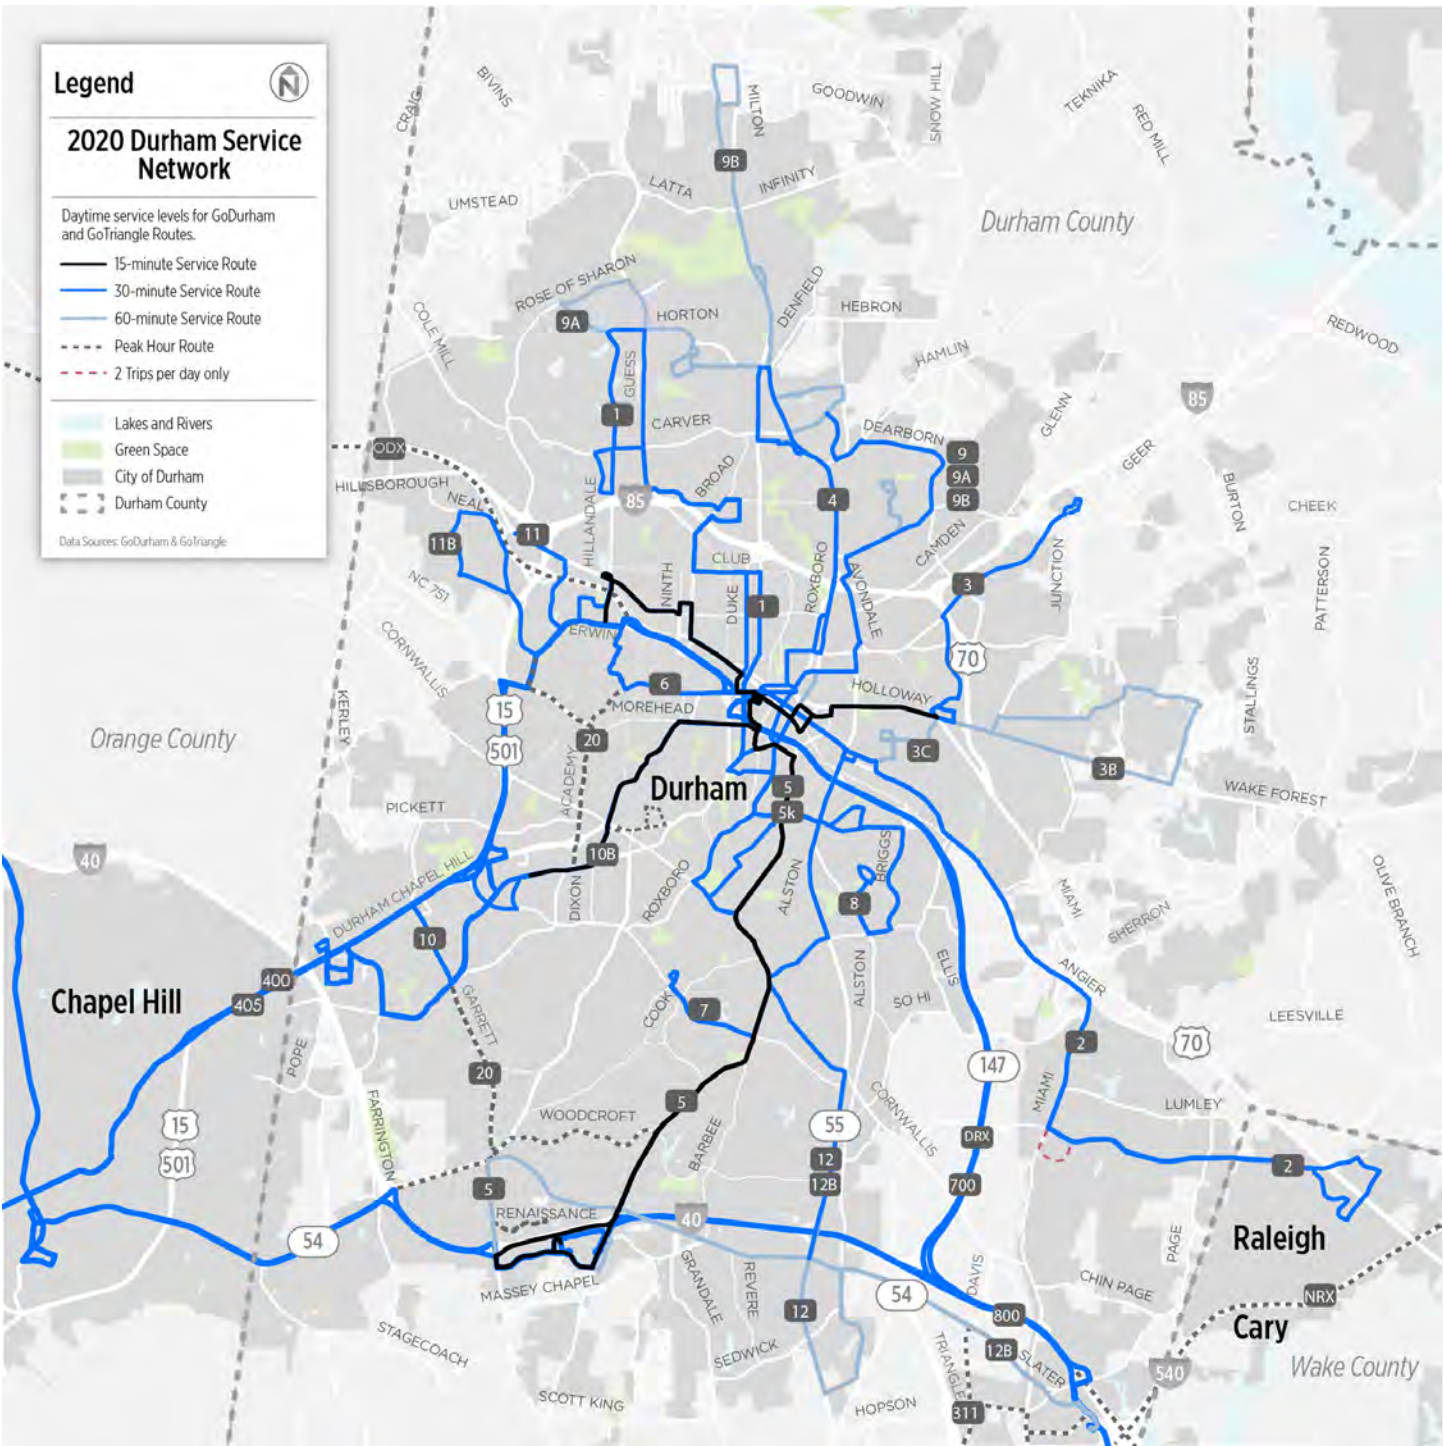 Legend
N
2020 Durham Service
Network
Daytime service levels for GoDurham
and GoTriangle Routes.
15-minute Service Route
30-minute Service Route
60-minute Service Route
Peak Hour Route
2 Trips per day only
Lakes and Rivers
Green Space
City of Durham
Durham County
Data Sources: GoDurham & GoTriangle
CRAIG
BIVINS
MILTON
GOODWIN
SNOW HILL
TEKNIKA
RED MILL
9B
LATTA
INFINITY
UMSTEAD
Durham County
ROSE OF SHARON
9A
HORTON
DENFIELD
HEBRON
REDWOOD
COLE MILL
GUESS
HAMLIN
85
1
CARVER
DEARBORN
GLENN
9
9A
9B
GEER
ODX
HILLSBOROUGH
NEAL
HILLANDALE
85
BROAD
4
BURTON
CHEEK
11
11B
CLUB
CAMDEN
NC 751
NINTH
DUKE
1
ROXBORO
AVONDALE
3
JUNCTION
PATTERSON
CORNWALLIS
ERWIN
70
KERLEY
6
MOREHEAD
HOLLOWAY
STALLINGS
15
501
20
3C
3B
Orange County
ACADEMY
Durham
5
5k
WAKE FOREST
PICKETT
40
10B
DURHAM CHAPEL HILL
DIXON
ROXBORO
ALSTON
BRIGGS
8
MIAMI
SHERRON
OLIVE BRANCH
10
400
405
Chapel Hill
ALSTON
ELLIS
ANGIER
GARRETT
COOK
7
SO HI
LEESVILLE
POPE
2
70
147
20
5
MIAMI
LUMLEY
15
501
FARRINGTON
WOODCROFT
BARBEE
55
CORNWALLIS
DRX
12
12B
700
2
5
RENAISSANCE
40
54
PAGE
Raleigh
MASSEY CHAPEL
GRANDALE
REVERE
54
DAVIS
CHIN PAGE
NRX
12
800
Cary
STAGECOACH
SEDWICK
TRIANGLE
12B
SLATER
540
Wake County
SCOTT KING
HOPSON
311